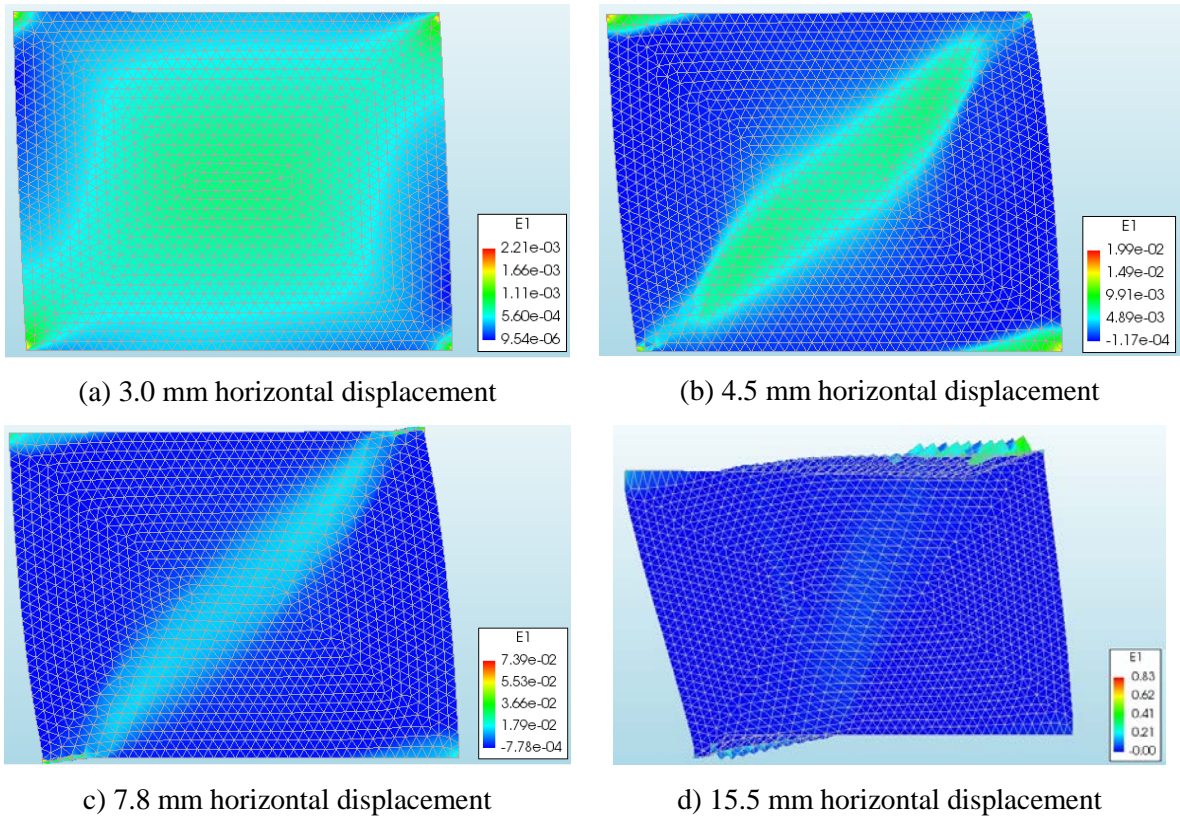 E1
2.21e-03
1.66e-03
1.11e-03
5.60e-04
9.54e-06
(a) 3.0 mm horizontal displacement
E1
1.99e-02
1.49e-02
9.91e-03
4.89e-03
-1.17e-04
(b) 4.5 mm horizontal displacement
E1
7.39e-02
5.53e-02
3.66e-02
1.79e-02
-7.78e-04
c) 7.8 mm horizontal displacement
E1
0.83
0.62
0.41
0.21
-0.00
d) 15.5 mm horizontal displacement